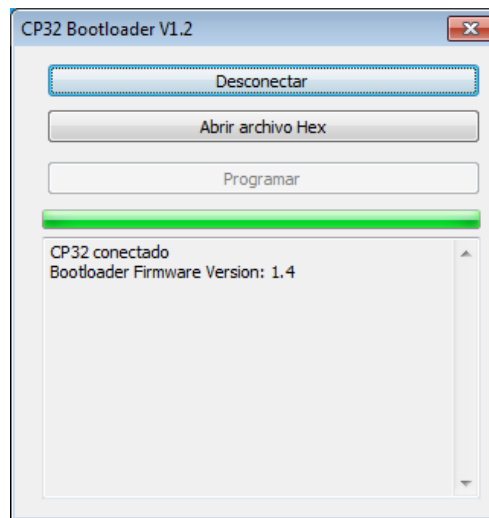 CP32 Bootloader V1.2
Desconectar
Abrir archivo Hex
Programar
CP32 conectado
Bootloader Firmware Version: 1.4